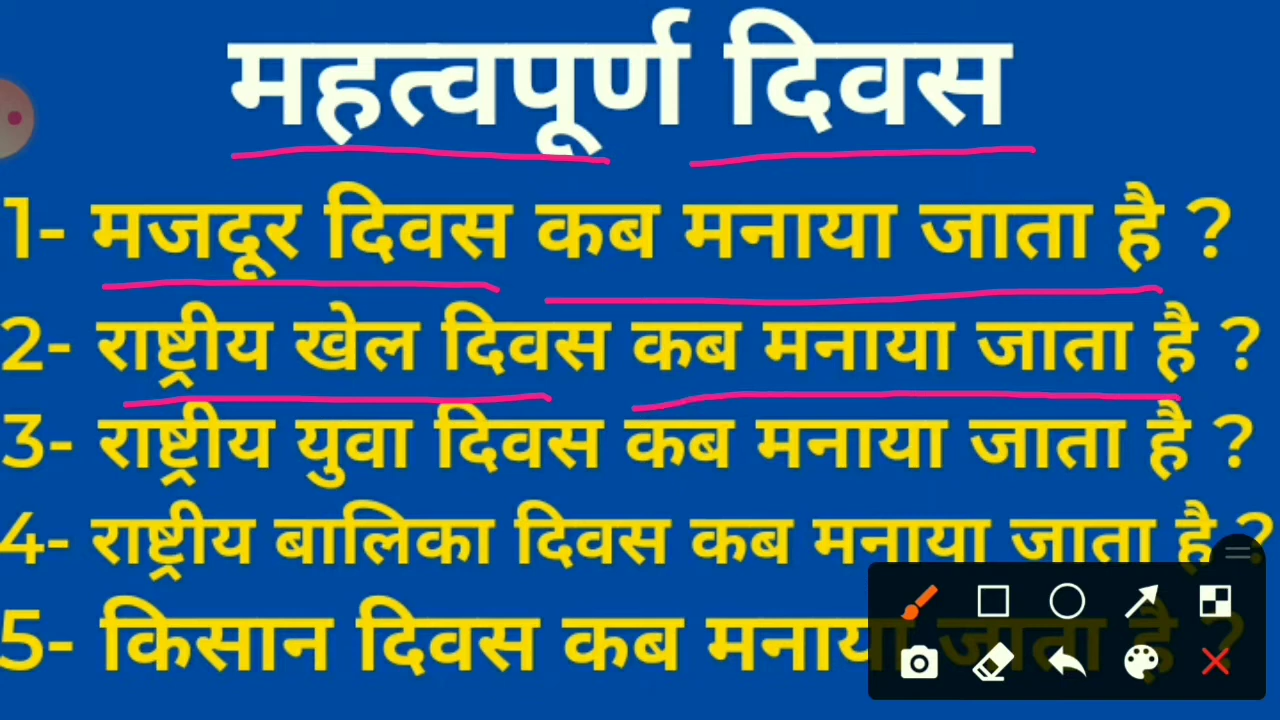 महत्वपूर्ण दिवस
1- मजदूर दिवस कब मनाया जाता है ?
2- राष्ट्रीय खेल दिवस कब मनाया जाता है ?
3- राष्ट्रीय युवा दिवस कब मनाया जाता है ?
4- राष्ट्रीय बालिका दिवस कब मनाया जाता है ?
5- किसान दिवस कब मनाया जाता है ?